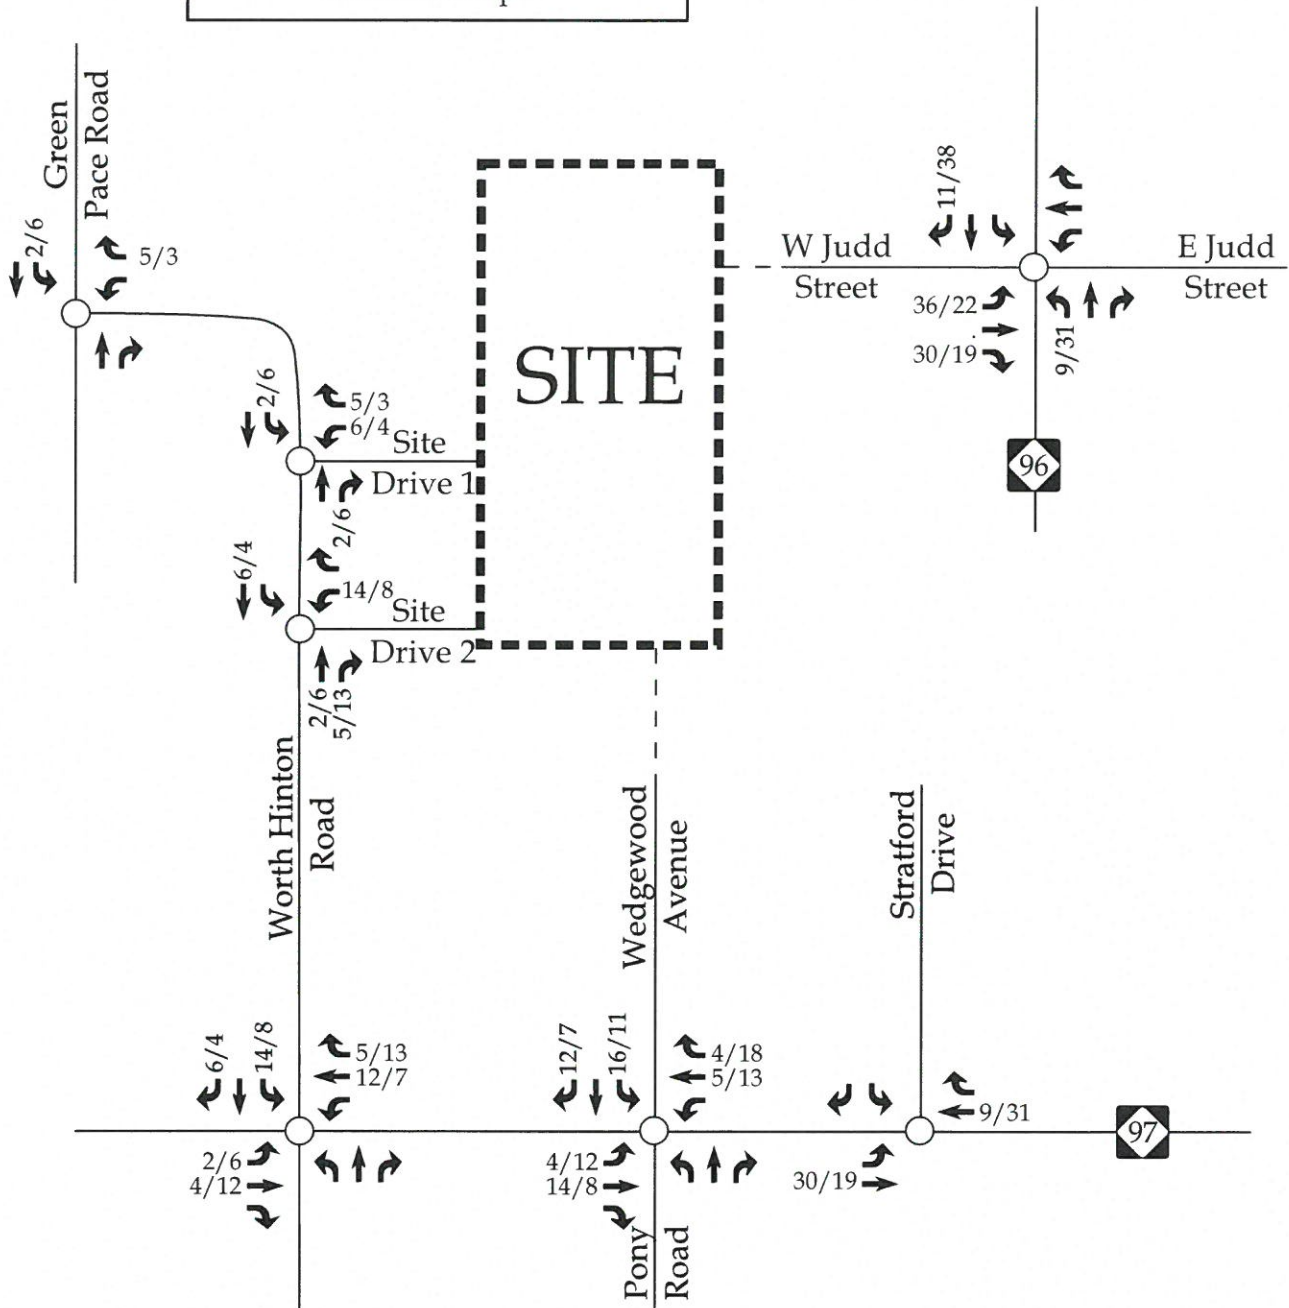 Green
Pace Road
2/6
5/3
11/38
W Judd
Street
E Judd
Street
36/22
30/19
9/31
96
SITE
2/6
5/3
6/4
Site
Drive 1
2/6
6/4
14/8
Site
Drive 2
2/6
5/13
Worth Hinton
Road
Wedgewood
Avenue
Stratford
Drive
6/4
14/8
5/13
12/7
12/7
16/11
4/18
5/13
9/31
97
2/6
4/12
4/12
14/8
30/19
Pony
Road